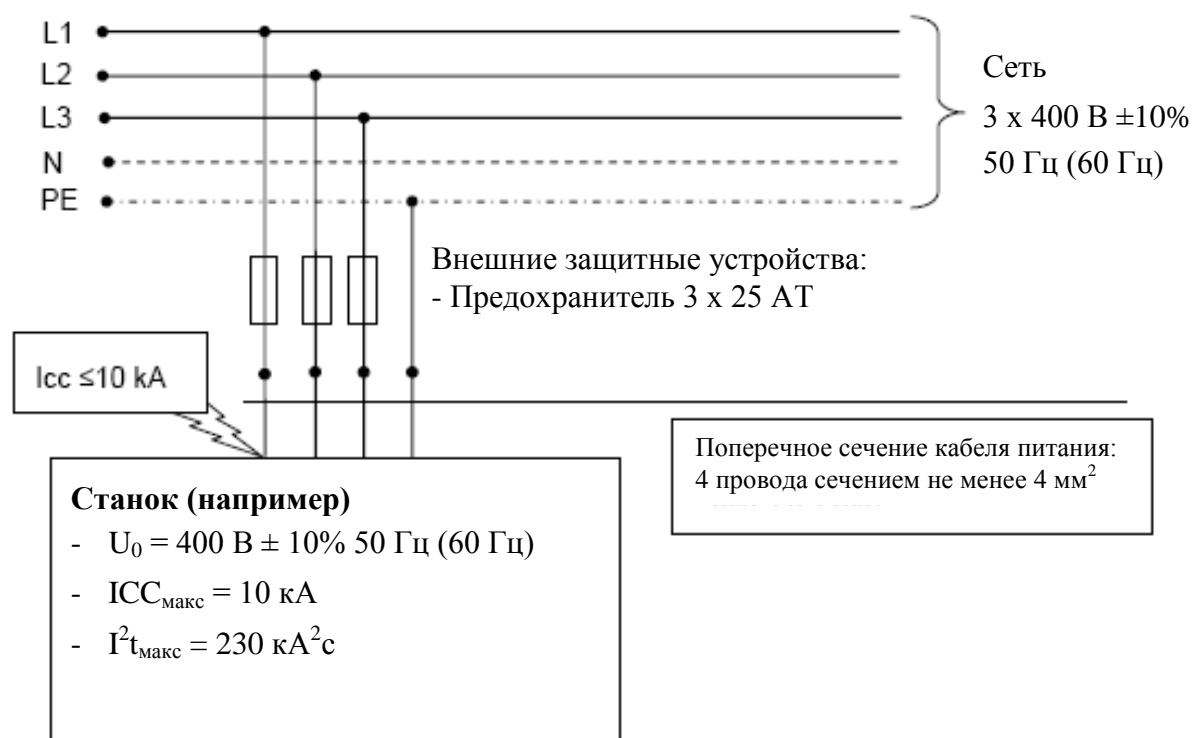 L1
L2
L3
N
PE
Сеть
3 х 400 В ±10%
50 Гц (60 Гц)
Внешние защитные устройства:
- Предохранитель 3 х 25 АТ
Icc ≤10 kA
Поперечное сечение кабеля питания:
4 провода сечением не менее 4 мм²
Станок (например)
- U₀ = 400 В ± 10% 50 Гц (60 Гц)
- ICCмакс = 10 кА
- I²tмакс = 230 кА²с